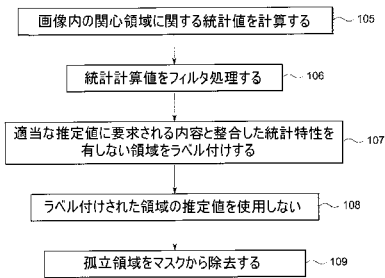 画像内の関心領域に関する統計値を計算する
105
統計計算値をフィルタ処理する
106
適当な推定値に要求される内容と整合した統計特性を
有しない領域をラベル付けする
107
ラベル付けされた領域の推定値を使用しない
108
孤立領域をマスクから除去する
109